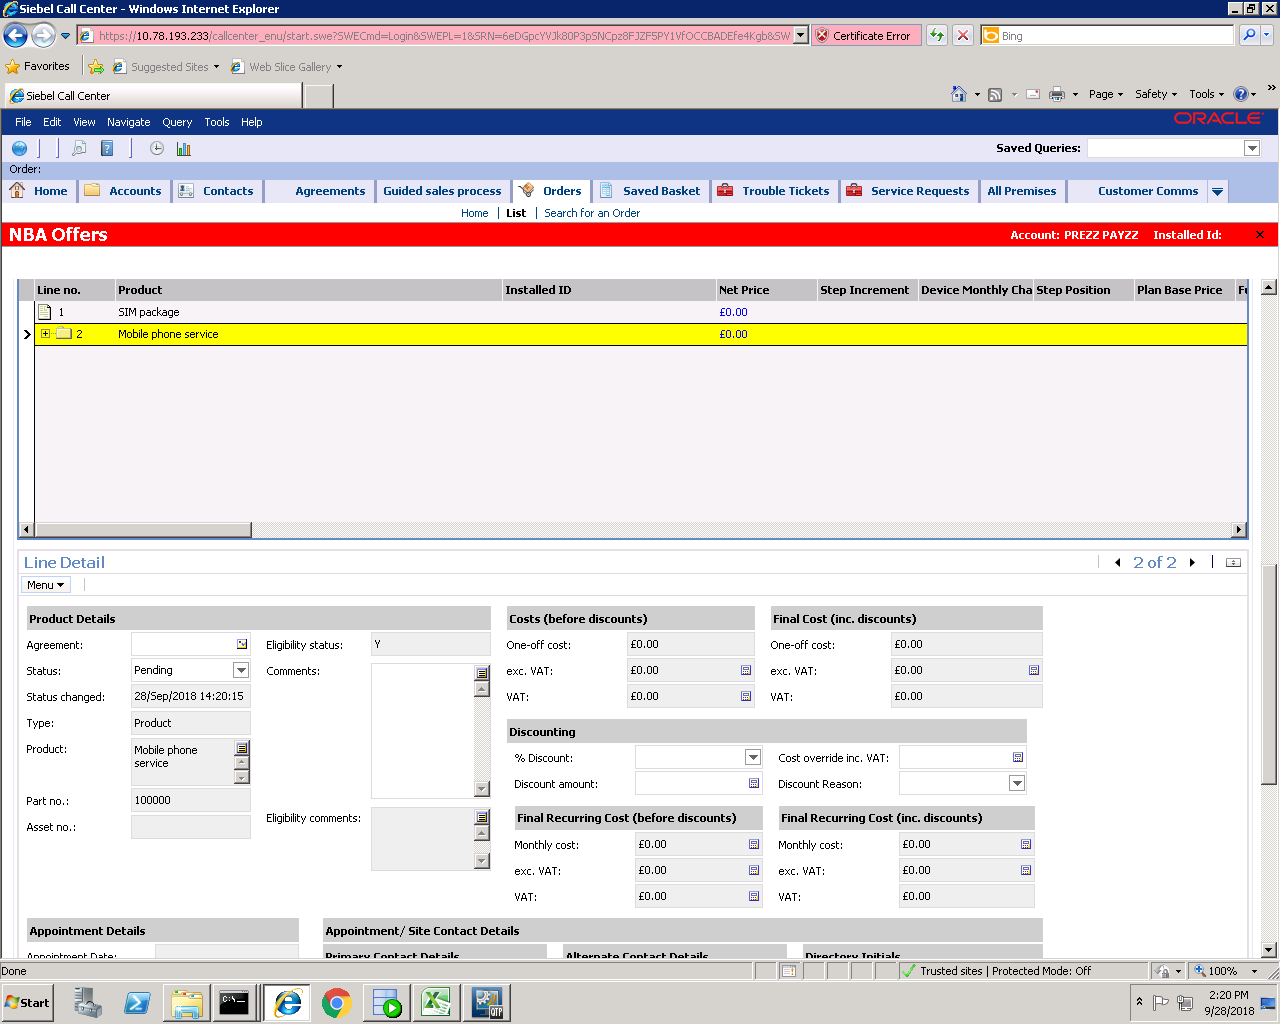 Siebel Call Center - Windows Internet Explorer
https://10.78.193.233/callcenter_enu/start.swe?SWECmd=Login&SWEPL=1&SRN=6eDGpcYVJk80P3pSNCpz8FJZF5PY1VfOCCBADEfe4Kgb&SW Certificate Error Bing
Favorites Suggested Sites Web Slice Gallery
Siebel Call Center Page Safety Tools
File Edit View Navigate Query Tools Help ORACLE
Saved Queries:
Order:
Home Accounts Contacts Agreements Guided sales process Orders Saved Basket Trouble Tickets Service Requests All Premises Customer Comms
Home List Search for an Order
NBA Offers Account: PREZZ PAYZZ Installed Id:
Line no. Product Installed ID Net Price Step Increment Device Monthly Cha Step Position Plan Base Price Fu
1 SIM package £0.00
2 Mobile phone service £0.00
Line Detail 2 of 2
Menu
Product Details Costs (before discounts) Final Cost (inc. discounts)
Agreement: Eligibility status: Y One-off cost: £0.00 One-off cost: £0.00
Status: Pending Comments: exc. VAT: £0.00 exc. VAT: £0.00
Status changed: 28/Sep/2018 14:20:15 VAT: £0.00 VAT: £0.00
Type: Product Discounting
Product: Mobile phone service % Discount: Cost override inc. VAT:
Discount amount: Discount Reason:
Part no.: 100000
Asset no.: Eligibility comments: Final Recurring Cost (before discounts) Final Recurring Cost (inc. discounts)
Monthly cost: £0.00 Monthly cost: £0.00
exc. VAT: £0.00 exc. VAT: £0.00
VAT: £0.00 VAT: £0.00
Appointment Details Appointment/ Site Contact Details
Appointment Date: Primary Contact Details Alternate Contact Details Directory Initials
Done Trusted sites | Protected Mode: Off 100%
Start C:\ QTP 2:20 PM
9/28/2018